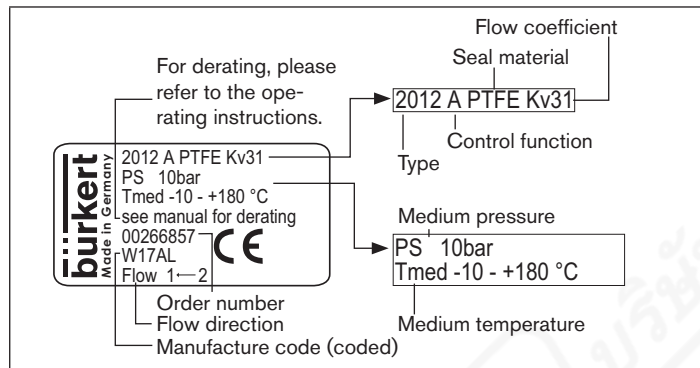 Flow coefficient
Seal material
For derating, please
refer to the ope-
rating instructions.
2012 A PTFE Kv31
Control function
Type
bürkert
Made in Germany
2012 A PTFE Kv31
PS 10bar
Tmed -10 - +180 °C
see manual for derating
00266857
W17AL
Flow 1←2
CE
Medium pressure
PS 10bar
Tmed -10 - +180 °C
Medium temperature
Order number
Flow direction
Manufacture code (coded)
บริษั